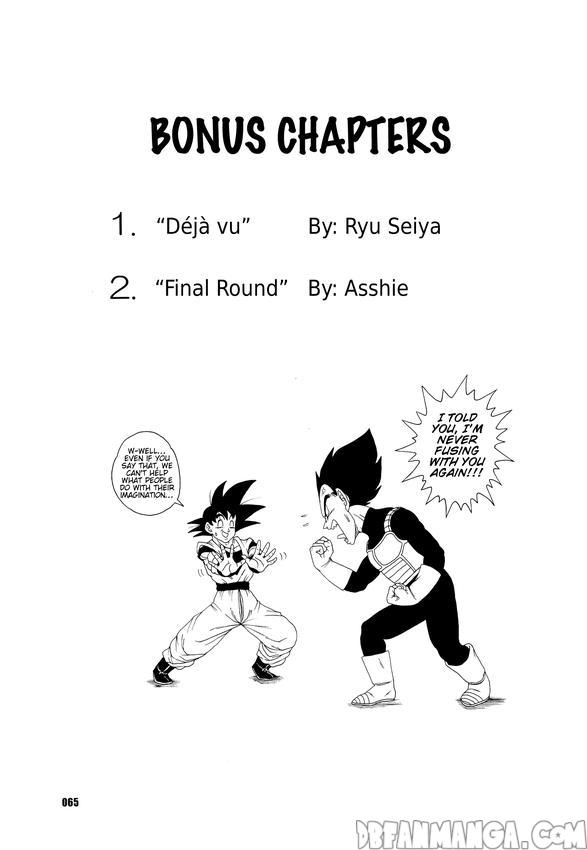 BONUS CHAPTERS
1. “Déjà vu” By: Ryu Seiya
2. “Final Round” By: Asshie
I TOLD
YOU, I'M
NEVER
FUSING
WITH YOU
AGAIN!!!
W-WELL...
EVEN IF YOU
SAY THAT, WE
CAN'T HELP
WHAT PEOPLE
DO WITH THEIR
IMAGINATION...
065
DBFANMANGA.COM